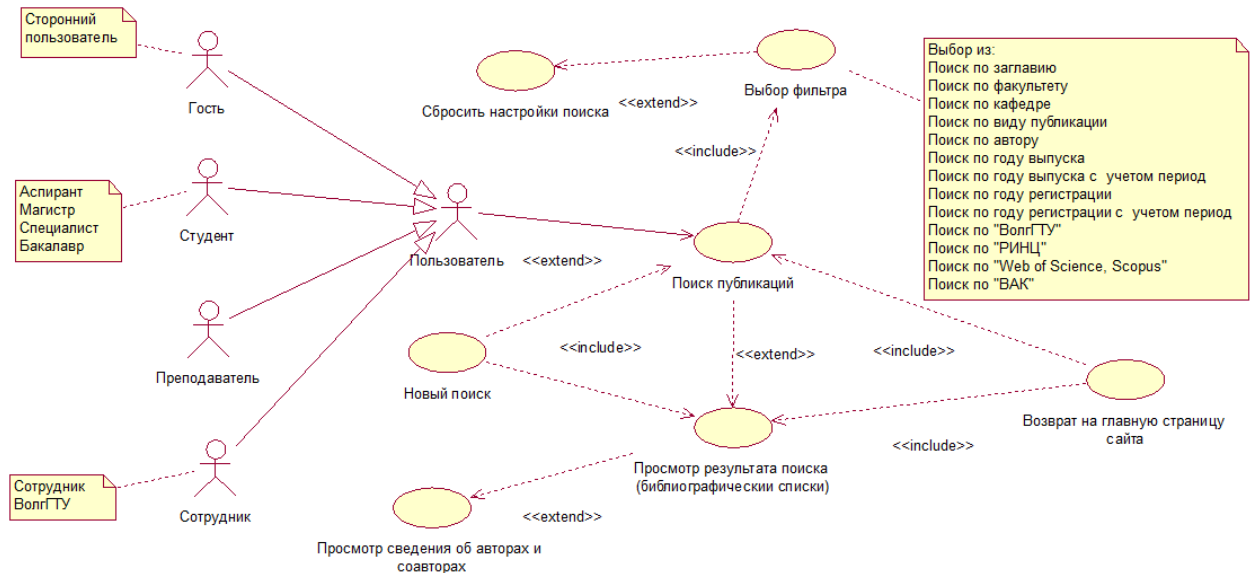 Сторонний
пользователь
Гость
Аспирант
Магистр
Специалист
Бакалавр
Студент
Преподаватель
Сотрудник
ВолгГТУ
Сотрудник
Пользователь
Сбросить настройки поиска
<<extend>>
Выбор фильтра
<<include>>
Выбор из:
Поиск по заглавию
Поиск по факультету
Поиск по кафедре
Поиск по виду публикации
Поиск по автору
Поиск по году выпуска
Поиск по году выпуска с учетом период
Поиск по году регистрации
Поиск по году регистрации с учетом период
Поиск по "ВолгГТУ"
Поиск по "РИНЦ"
Поиск по "Web of Science, Scopus"
Поиск по "ВАК"
<<extend>>
Поиск публикаций
<<include>>
<<extend>>
<<include>>
Новый поиск
Возврат на главную страницу
сайта
<<include>>
Просмотр результата поиска
(библиографическии списки)
<<extend>>
Просмотр сведения об авторах и
соавторах